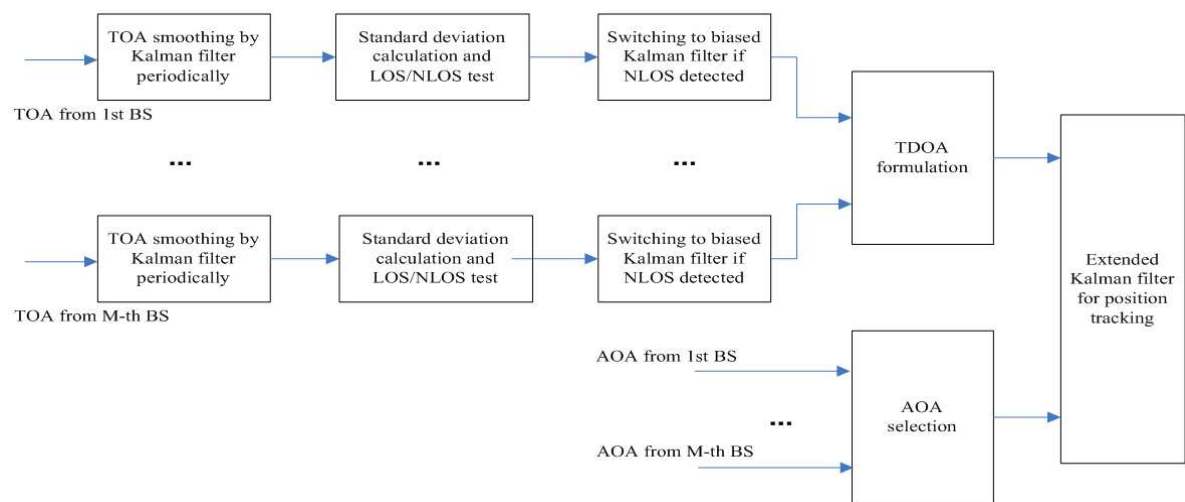 TOA smoothing by
Kalman filter
periodically
Standard deviation
calculation and
LOS/NLOS test
Switching to biased
Kalman filter if
NLOS detected
TOA from 1st BS
...
...
...
TDOA
formulation
TOA smoothing by
Kalman filter
periodically
Standard deviation
calculation and
LOS/NLOS test
Switching to biased
Kalman filter if
NLOS detected
TOA from M-th BS
Extended
Kalman filter
for position
tracking
AOA from 1st BS
...
AOA from M-th BS
AOA
selection